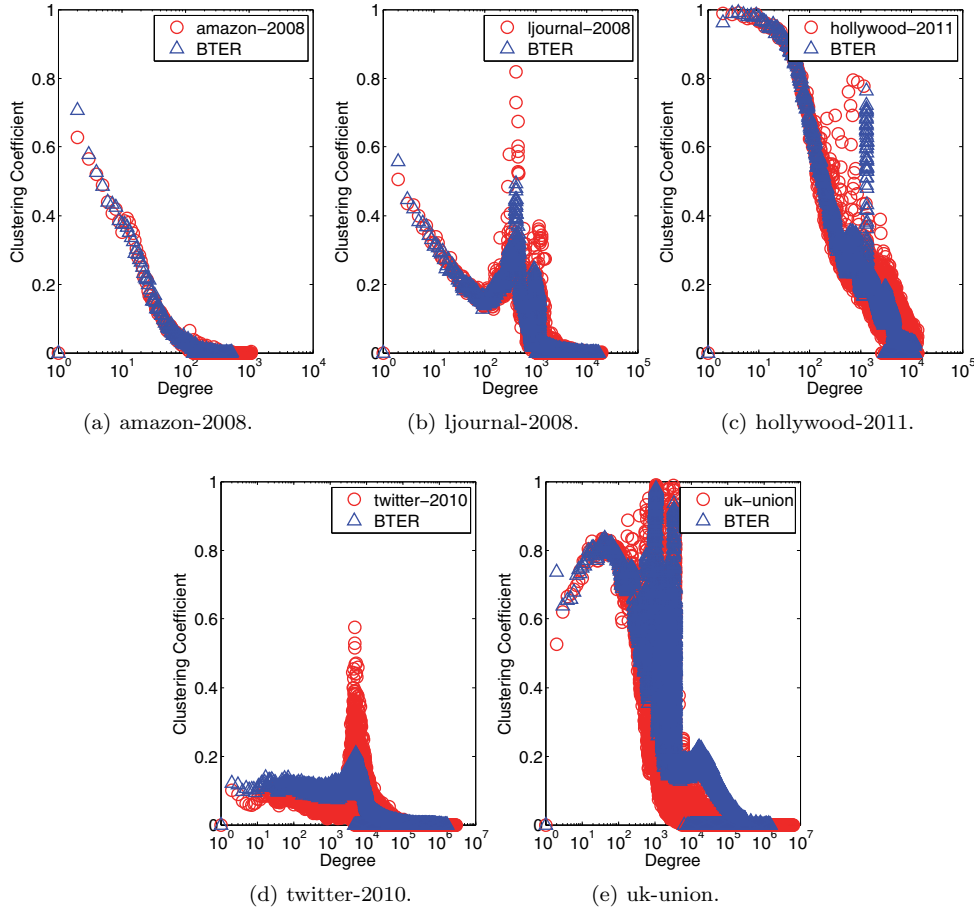 amazon-2008
BTER
1
0.8
0.6
0.4
0.2
0
Clustering Coefficient
10^0 10^1 10^2 10^3 10^4
Degree
(a) amazon-2008.
ljournal-2008
BTER
1
0.8
0.6
0.4
0.2
0
Clustering Coefficient
10^0 10^1 10^2 10^3 10^4 10^5
Degree
(b) ljournal-2008.
hollywood-2011
BTER
1
0.8
0.6
0.4
0.2
0
Clustering Coefficient
10^0 10^1 10^2 10^3 10^4 10^5
Degree
(c) hollywood-2011.
twitter-2010
BTER
1
0.8
0.6
0.4
0.2
0
Clustering Coefficient
10^0 10^1 10^2 10^3 10^4 10^5 10^6 10^7
Degree
(d) twitter-2010.
uk-union
BTER
1
0.8
0.6
0.4
0.2
0
Clustering Coefficient
10^0 10^1 10^2 10^3 10^4 10^5 10^6 10^7
Degree
(e) uk-union.